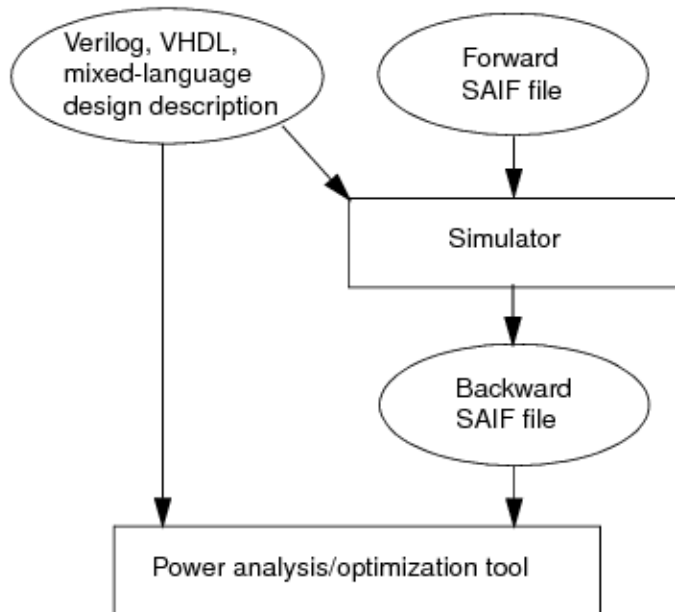 Verilog, VHDL,
mixed-language
design description
Forward
SAIF file
Simulator
Backward
SAIF file
Power analysis/optimization tool